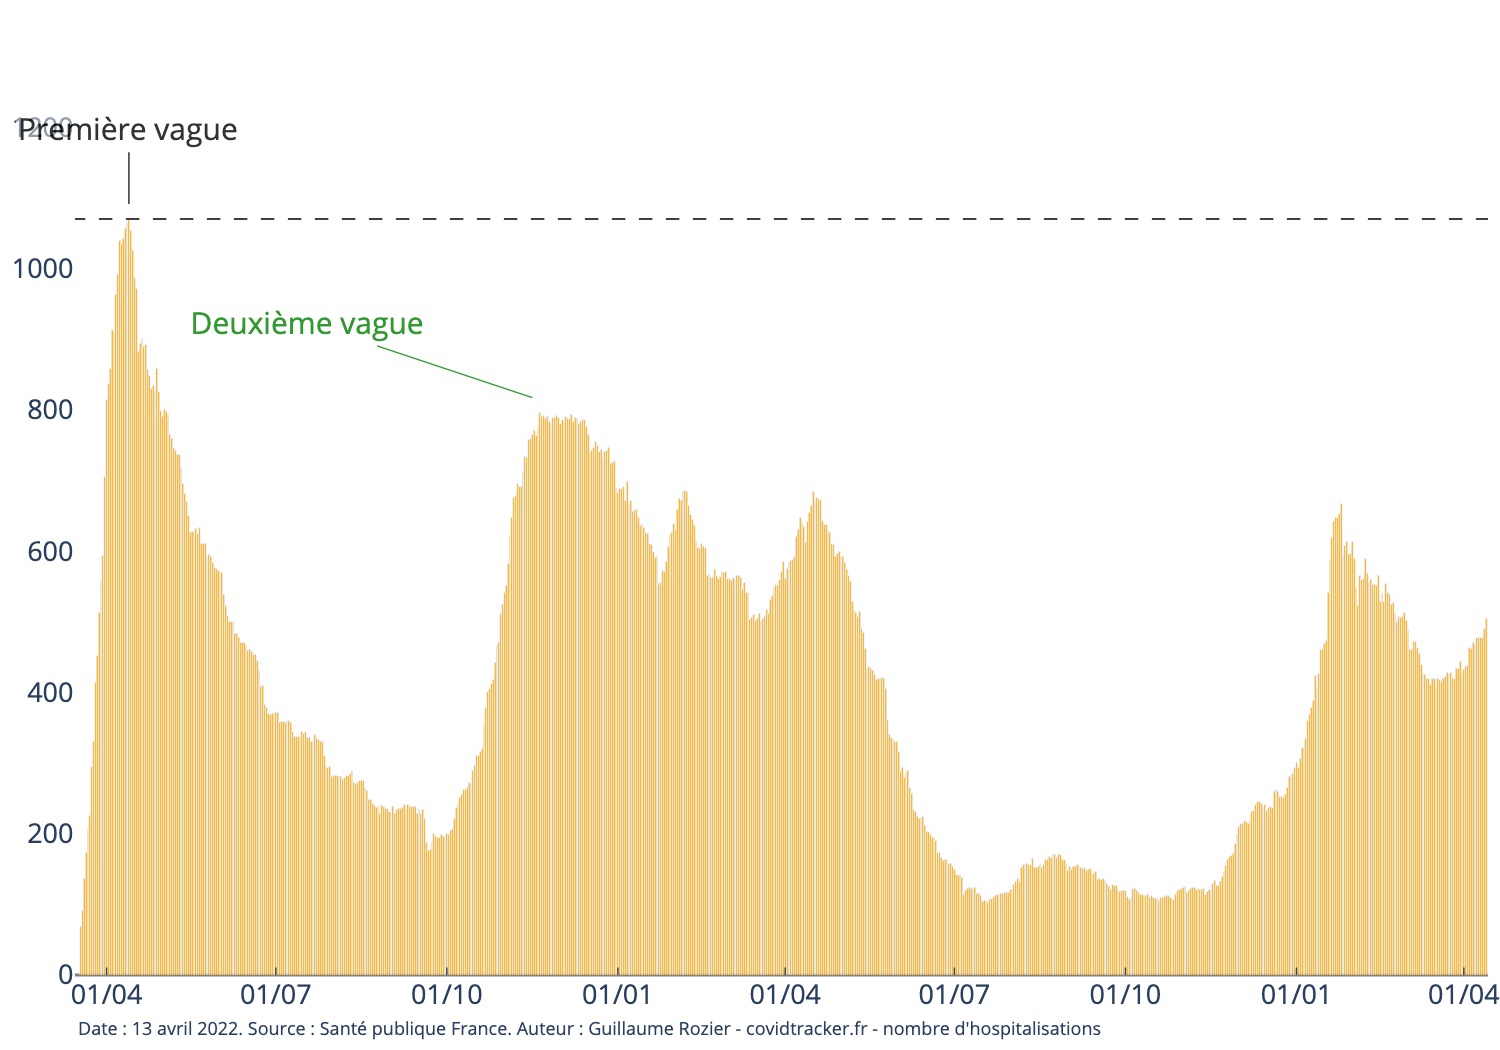 1200
Première vague
1000
Deuxième vague
800
600
400
200
0
01/04 01/07 01/10 01/01 01/04 01/07 01/10 01/01 01/04
Date : 13 avril 2022. Source : Santé publique France. Auteur : Guillaume Rozier - covidtracker.fr - nombre d'hospitalisations